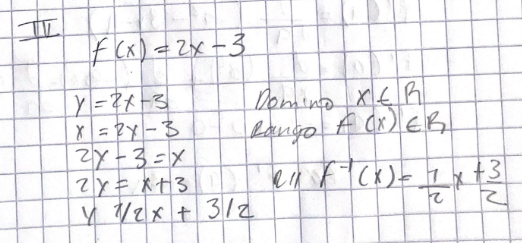 IV
f(x) = 2x - 3
y = 2x - 3
x = 2y - 3
2y - 3 = x
2y = x + 3
y 1/2x + 3/2
Domino x ∈ R
Rango f(x) ∈ R
R// f⁻¹(x) = 1/2 x + 3/2